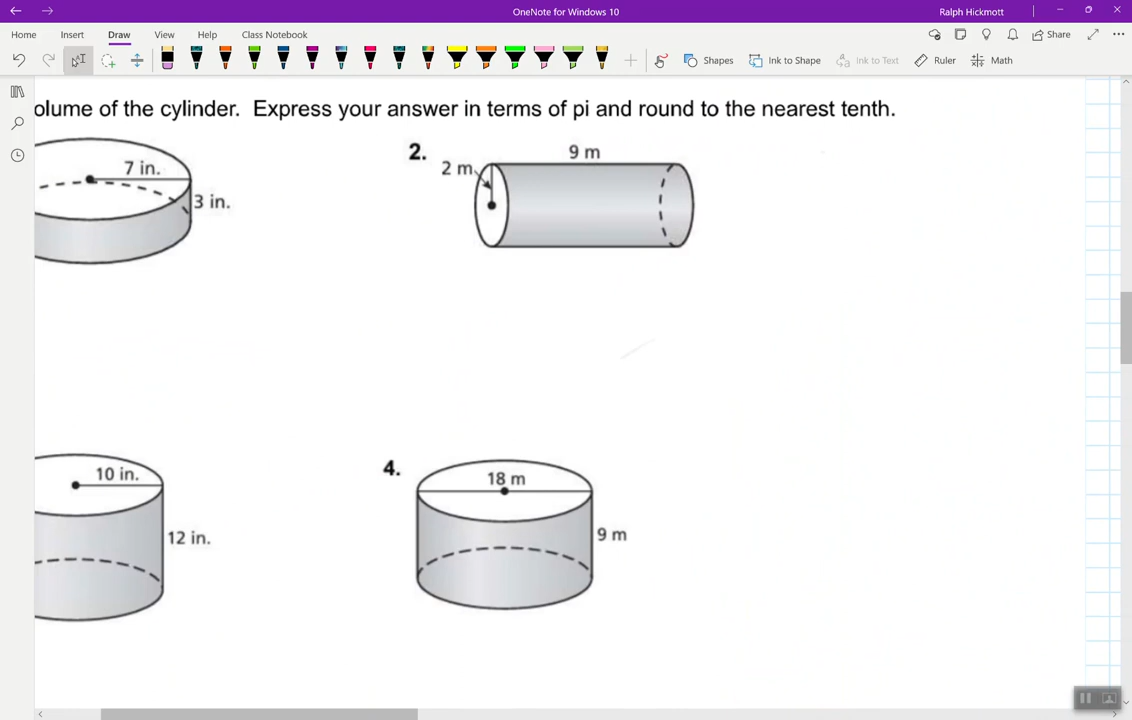 OneNote for Windows 10
Ralph Hickmott
Home Insert Draw View Help Class Notebook
Share
Shapes Ink to Shape Ink to Text Ruler Math
olume of the cylinder. Express your answer in terms of pi and round to the nearest tenth.
7 in.
3 in.
2.
9 m
2 m
10 in.
12 in.
4.
18 m
9 m